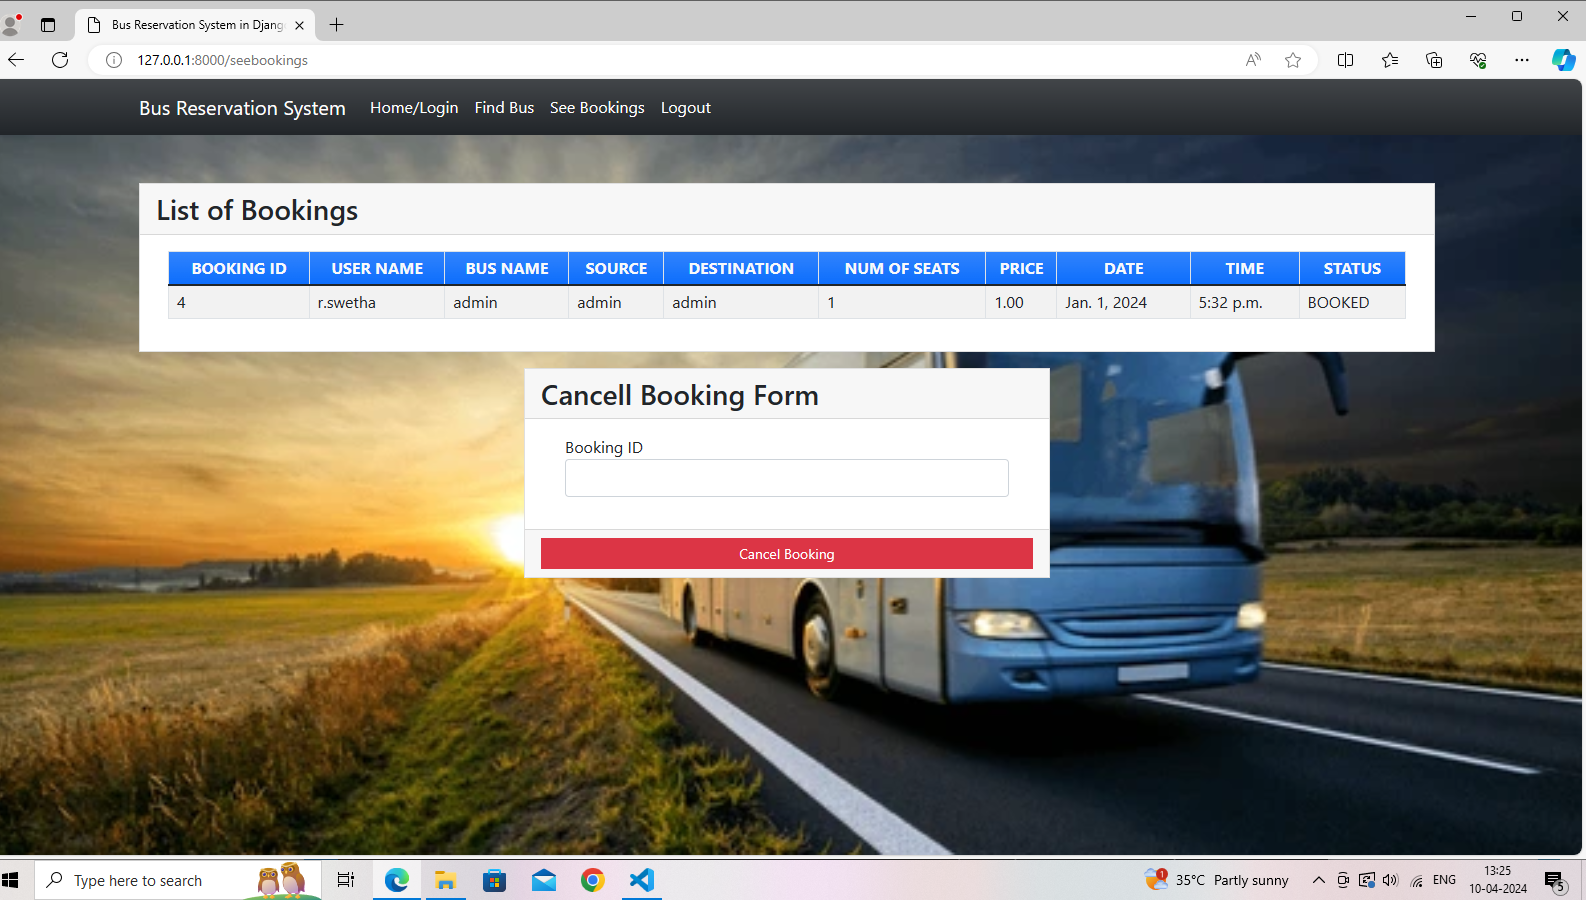 Bus Reservation System in Djang
127.0.0.1:8000/seebookings
Bus Reservation System Home/Login Find Bus See Bookings Logout
List of Bookings
BOOKING ID USER NAME BUS NAME SOURCE DESTINATION NUM OF SEATS PRICE DATE TIME STATUS
4 r.swetha admin admin admin 1 1.00 Jan. 1, 2024 5:32 p.m. BOOKED
Cancell Booking Form
Booking ID
Cancel Booking
Type here to search
1
35°C Partly sunny
ENG
13:25
10-04-2024
5